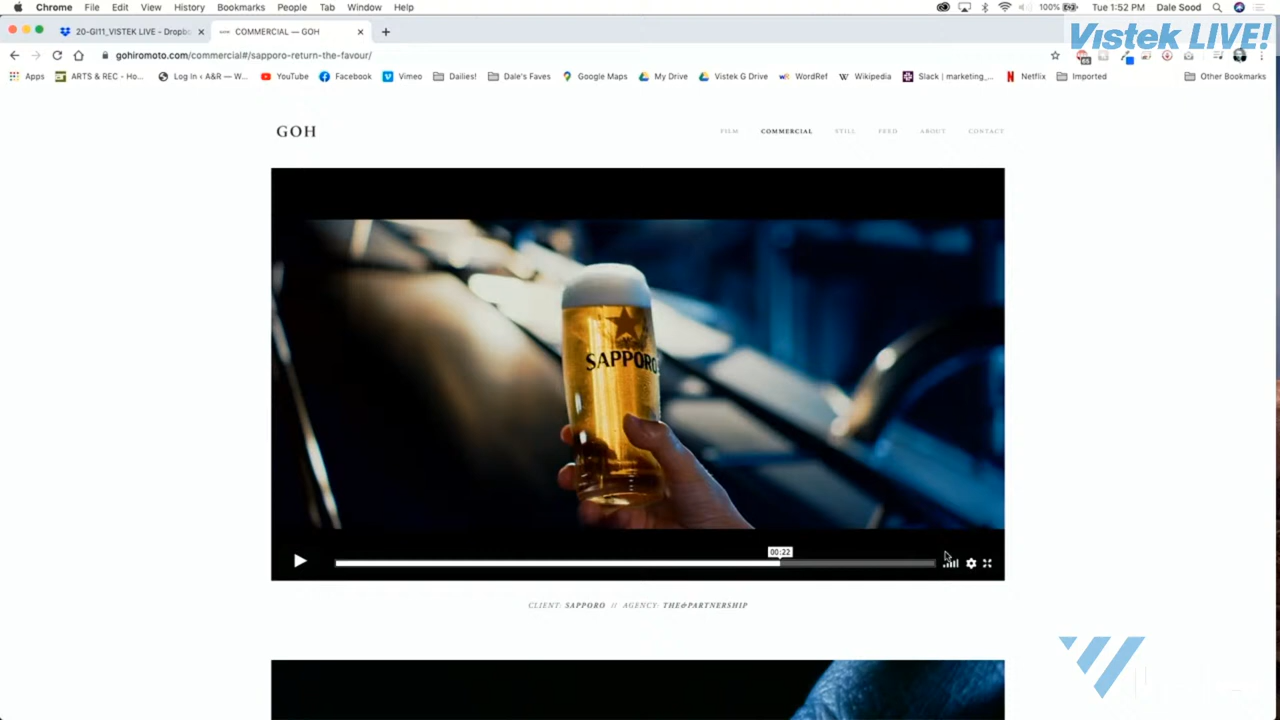 Chrome File Edit View History Bookmarks People Tab Window Help 100% Tue 1:52 PM Dale Sood
20-GI11_VISTEK LIVE - Dropbo × COMMERCIAL — GOH × +
Vistek LIVE!
gohiromoto.com/commercial#/sapporo-return-the-favour/
Apps ARTS & REC - Ho... Log In ‹ A&R — W... YouTube Facebook Vimeo Dailies! Dale's Faves Google Maps My Drive Vistek G Drive WordRef Wikipedia Slack | marketing_... Netflix Imported Other Bookmarks
GOH FILM COMMERCIAL STILL FEED ABOUT CONTACT
SAPPORO
00:22
CLIENT: SAPPORO // AGENCY: THE&PARTNERSHIP